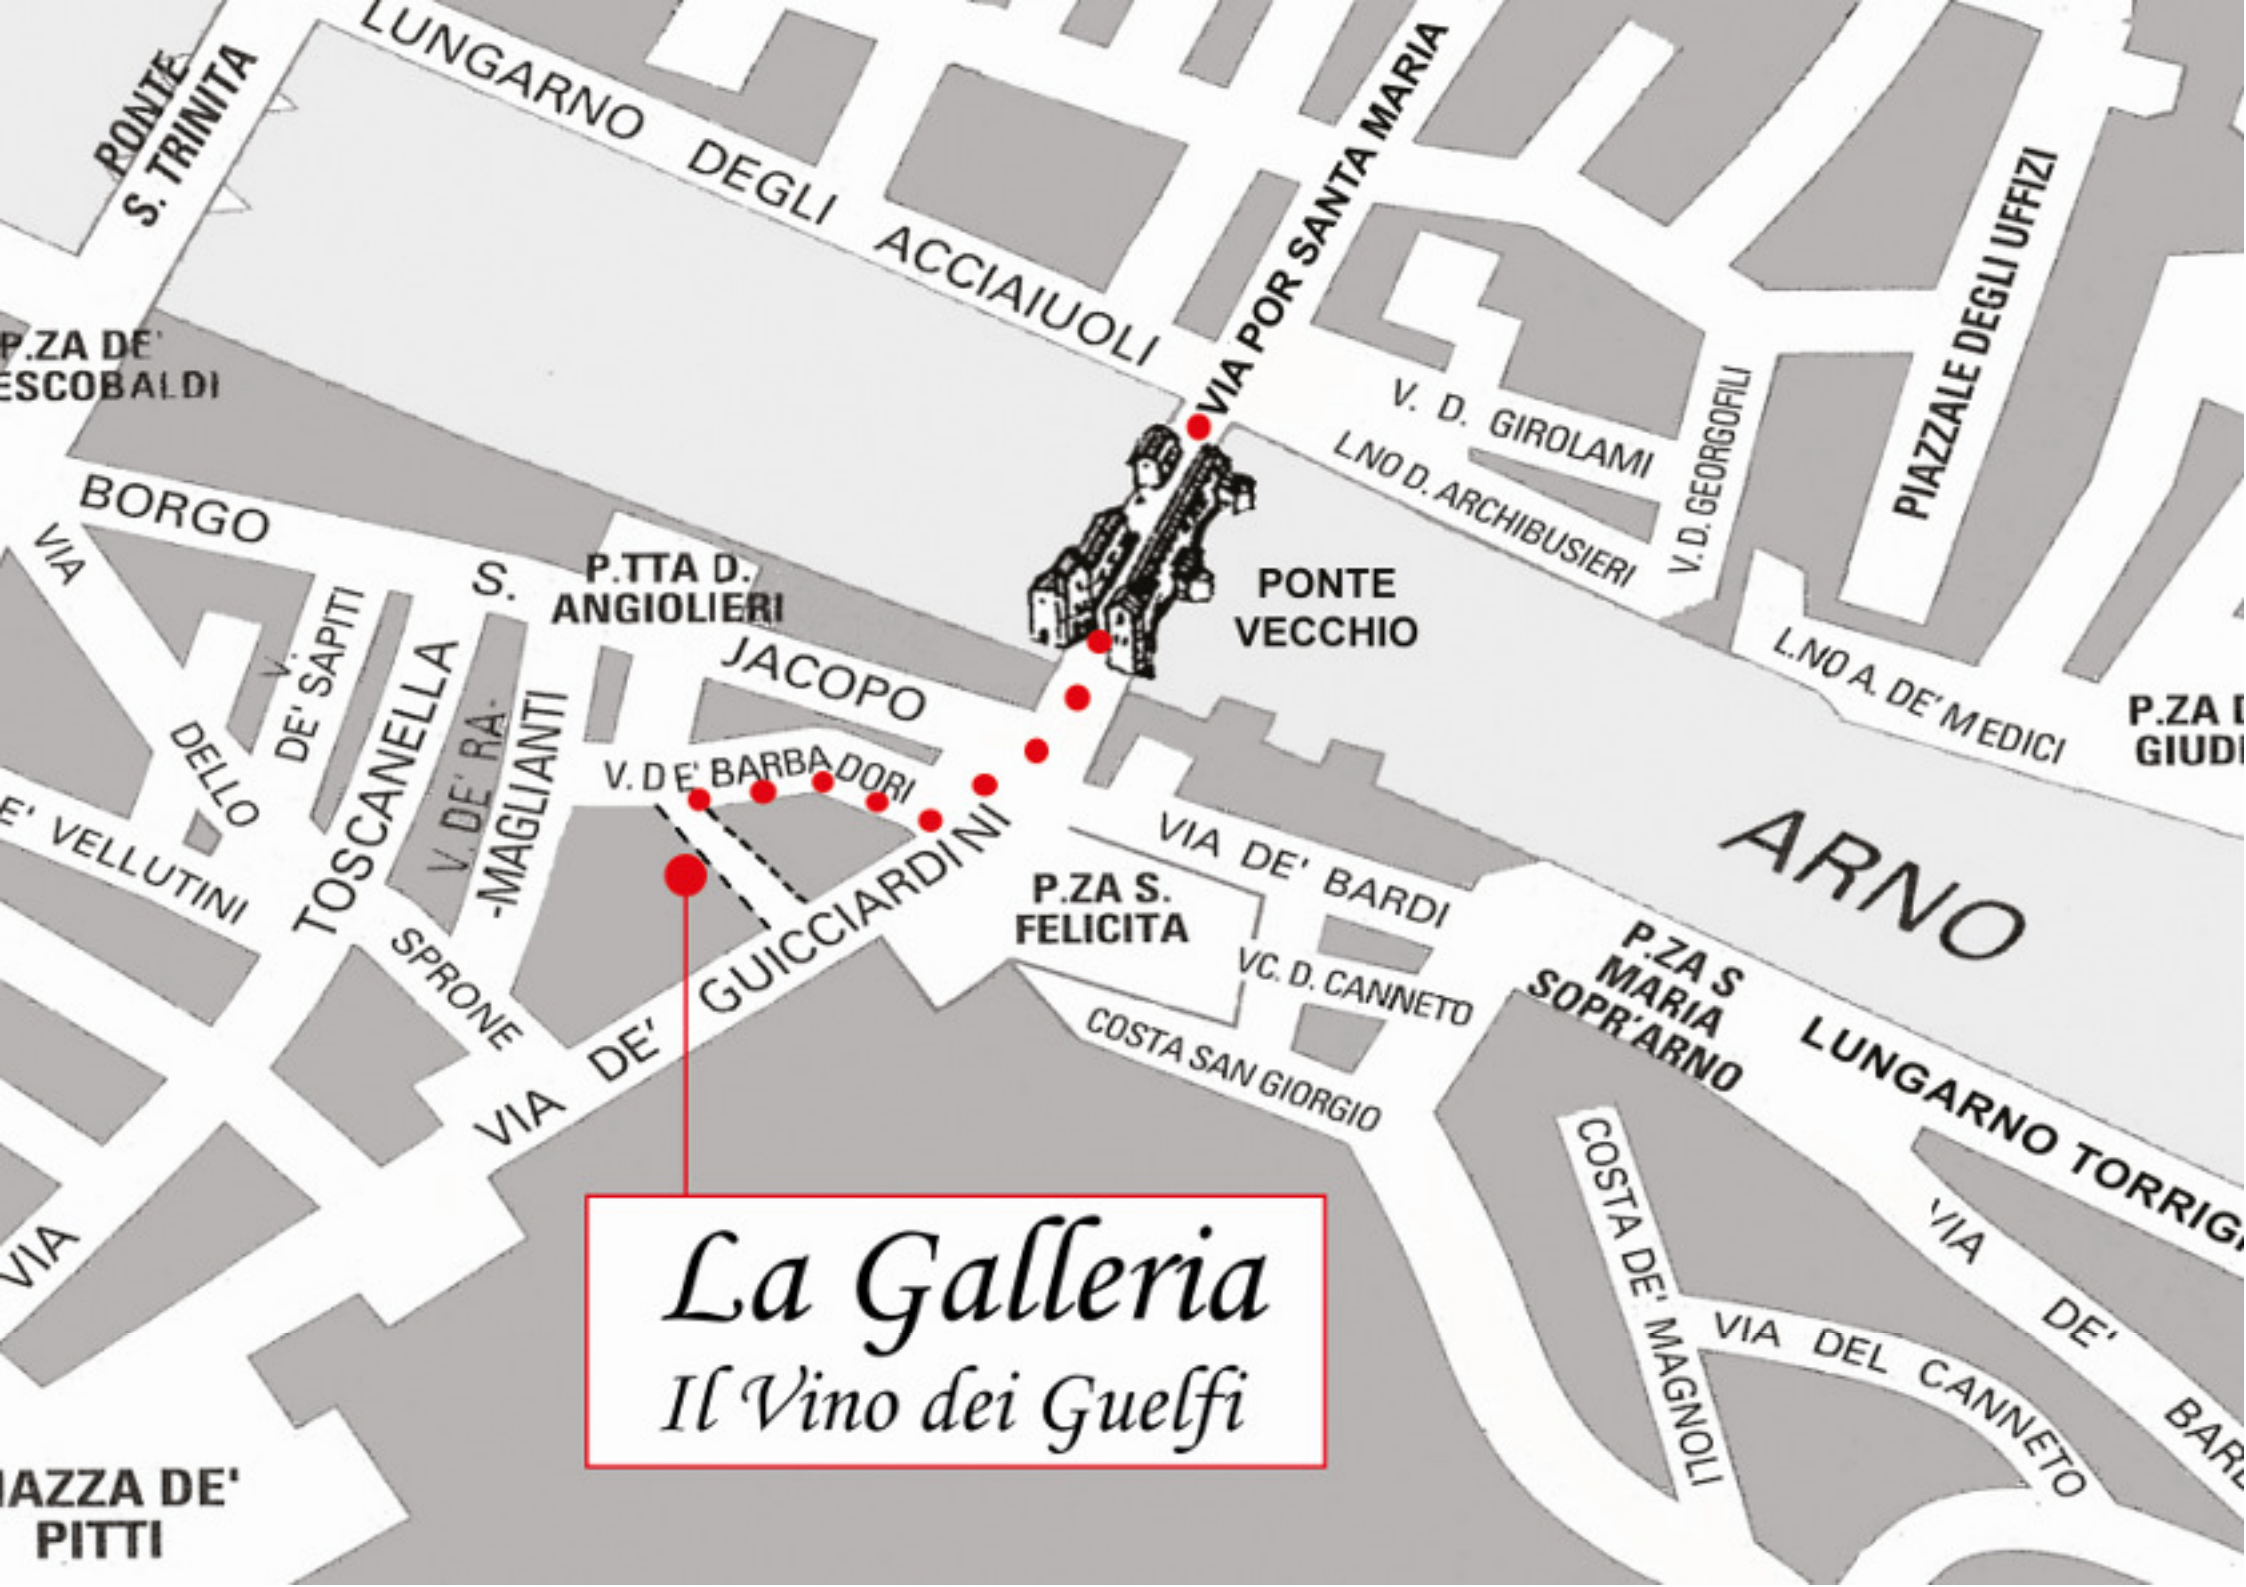 LUNGARNO DEGLI ACCIAIUOLI
PONTE
S. TRINITA
VIA POR SANTA MARIA
PIAZZALE DEGLI UFFIZI
P.ZA DE'
ESCOBALDI
V. D. GIROLAMI
L.NO D. ARCHIBUSIERI
V. D. GEORGOFILI
BORGO S. JACOPO
P.TTA D.
ANGIOLIERI
PONTE
VECCHIO
L.NO A. DE' MEDICI
P.ZA D
GIUDI
VIA DELLO SPRONE
V.
DE' SAPITI
TOSCANELLA
V. DE' RA-
-MAGLIANTI
V. DE' BARBADORI
E' VELLUTINI
VIA DE' GUICCIARDINI
P.ZA S.
FELICITA
VIA DE' BARDI
VC. D. CANNETO
COSTA SAN GIORGIO
ARNO
P.ZA S
MARIA
SOPR'ARNO
LUNGARNO TORRIGI
VIA
COSTA DE' MAGNOLI
VIA DEL CANNETO
VIA DE' BARD
La Galleria
Il Vino dei Guelfi
IAZZA DE'
PITTI